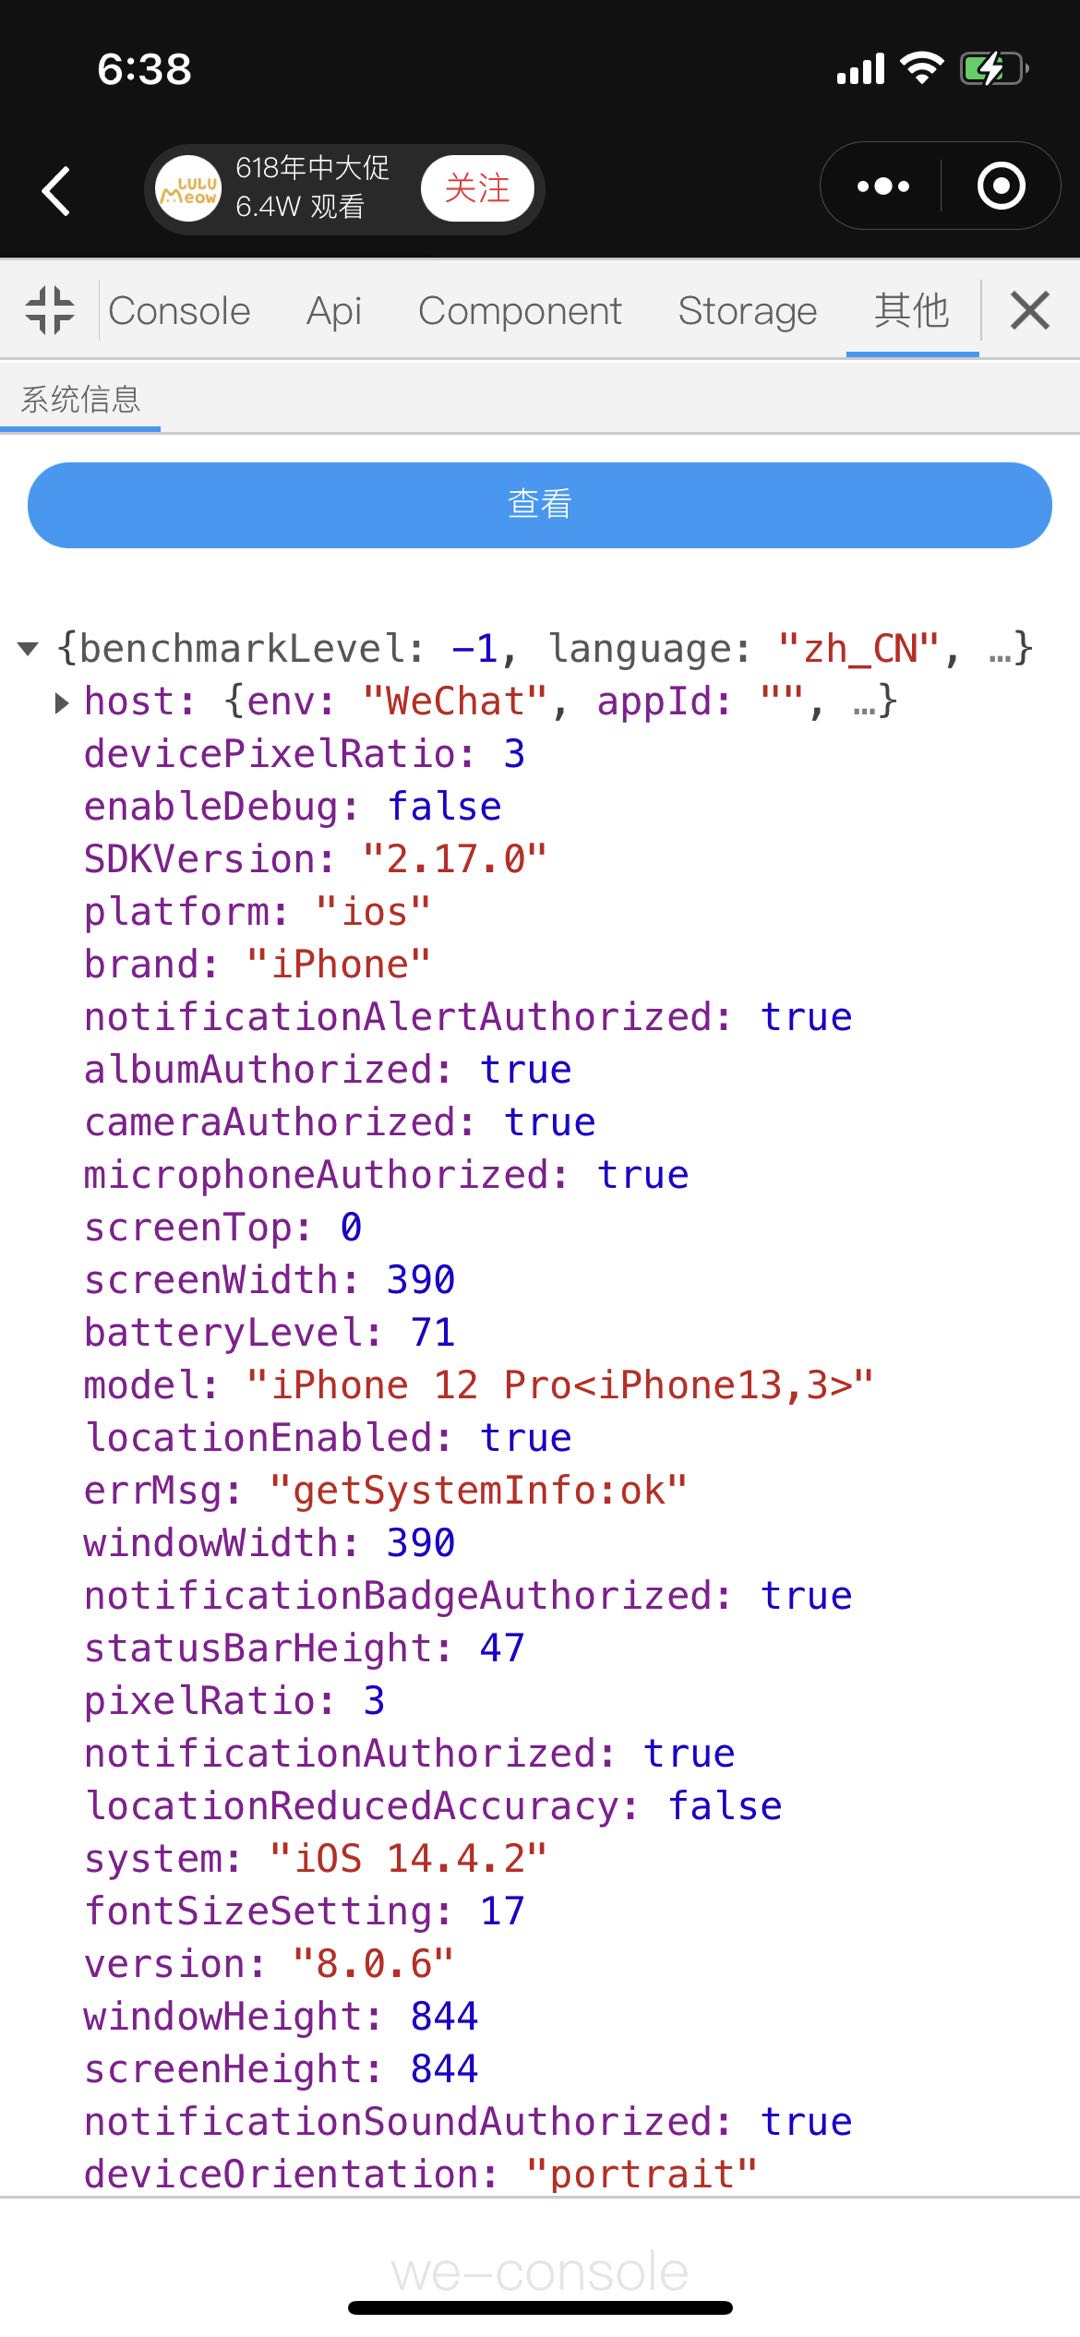 6:38
LULU
Meow
618年中大促
6.4W 观看
关注
Console Api Component Storage 其他
系统信息
查看
{benchmarkLevel: -1, language: "zh_CN", …}
host: {env: "WeChat", appId: "", …}
devicePixelRatio: 3
enableDebug: false
SDKVersion: "2.17.0"
platform: "ios"
brand: "iPhone"
notificationAlertAuthorized: true
albumAuthorized: true
cameraAuthorized: true
microphoneAuthorized: true
screenTop: 0
screenWidth: 390
batteryLevel: 71
model: "iPhone 12 Pro<iPhone13,3>"
locationEnabled: true
errMsg: "getSystemInfo:ok"
windowWidth: 390
notificationBadgeAuthorized: true
statusBarHeight: 47
pixelRatio: 3
notificationAuthorized: true
locationReducedAccuracy: false
system: "iOS 14.4.2"
fontSizeSetting: 17
version: "8.0.6"
windowHeight: 844
screenHeight: 844
notificationSoundAuthorized: true
deviceOrientation: "portrait"
we-console